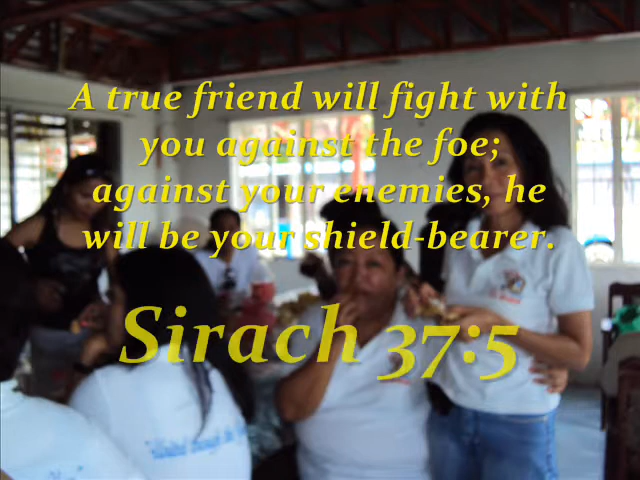 A true friend will fight with
you against the foe;
against your enemies, he
will be your shield-bearer.
Sirach 37:5